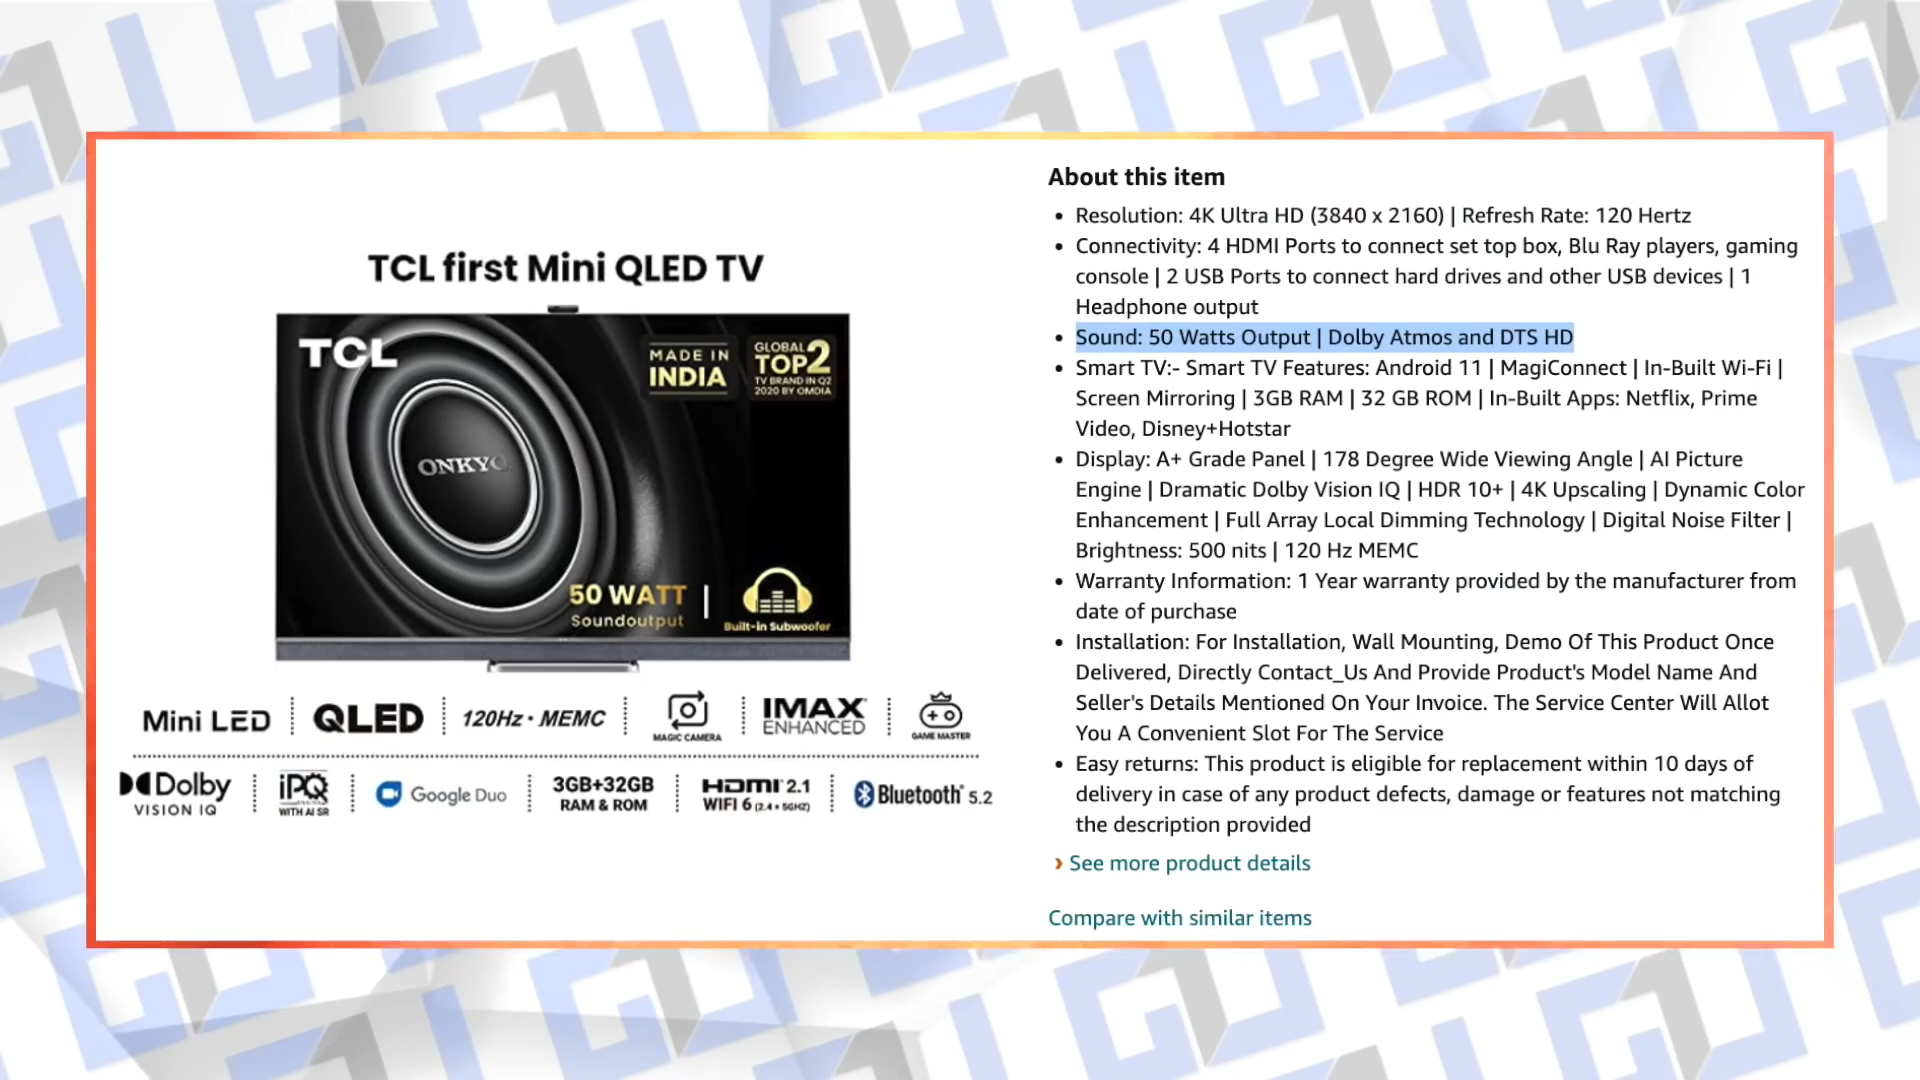 TCL first Mini QLED TV
TCL
MADE IN
INDIA
GLOBAL
TOP2
TV BRAND IN Q2
2020 BY OMDIA
ONKYO
50 WATT
Soundoutput
Built-in Subwoofer
Mini LED
QLED
120Hz • MEMC
MAGIC CAMERA
IMAX
ENHANCED
GAME MASTER
Dolby
VISION IQ
iPQ
WITH AI SR
Google Duo
3GB+32GB
RAM & ROM
HDMI 2.1
WIFI 6 (2.4 + 5GHZ)
Bluetooth® 5.2
About this item
• Resolution: 4K Ultra HD (3840 x 2160) | Refresh Rate: 120 Hertz
• Connectivity: 4 HDMI Ports to connect set top box, Blu Ray players, gaming
console | 2 USB Ports to connect hard drives and other USB devices | 1
Headphone output
• Sound: 50 Watts Output | Dolby Atmos and DTS HD
• Smart TV:- Smart TV Features: Android 11 | MagiConnect | In-Built Wi-Fi |
Screen Mirroring | 3GB RAM | 32 GB ROM | In-Built Apps: Netflix, Prime
Video, Disney+Hotstar
• Display: A+ Grade Panel | 178 Degree Wide Viewing Angle | AI Picture
Engine | Dramatic Dolby Vision IQ | HDR 10+ | 4K Upscaling | Dynamic Color
Enhancement | Full Array Local Dimming Technology | Digital Noise Filter |
Brightness: 500 nits | 120 Hz MEMC
• Warranty Information: 1 Year warranty provided by the manufacturer from
date of purchase
• Installation: For Installation, Wall Mounting, Demo Of This Product Once
Delivered, Directly Contact_Us And Provide Product's Model Name And
Seller's Details Mentioned On Your Invoice. The Service Center Will Allot
You A Convenient Slot For The Service
• Easy returns: This product is eligible for replacement within 10 days of
delivery in case of any product defects, damage or features not matching
the description provided
› See more product details
Compare with similar items